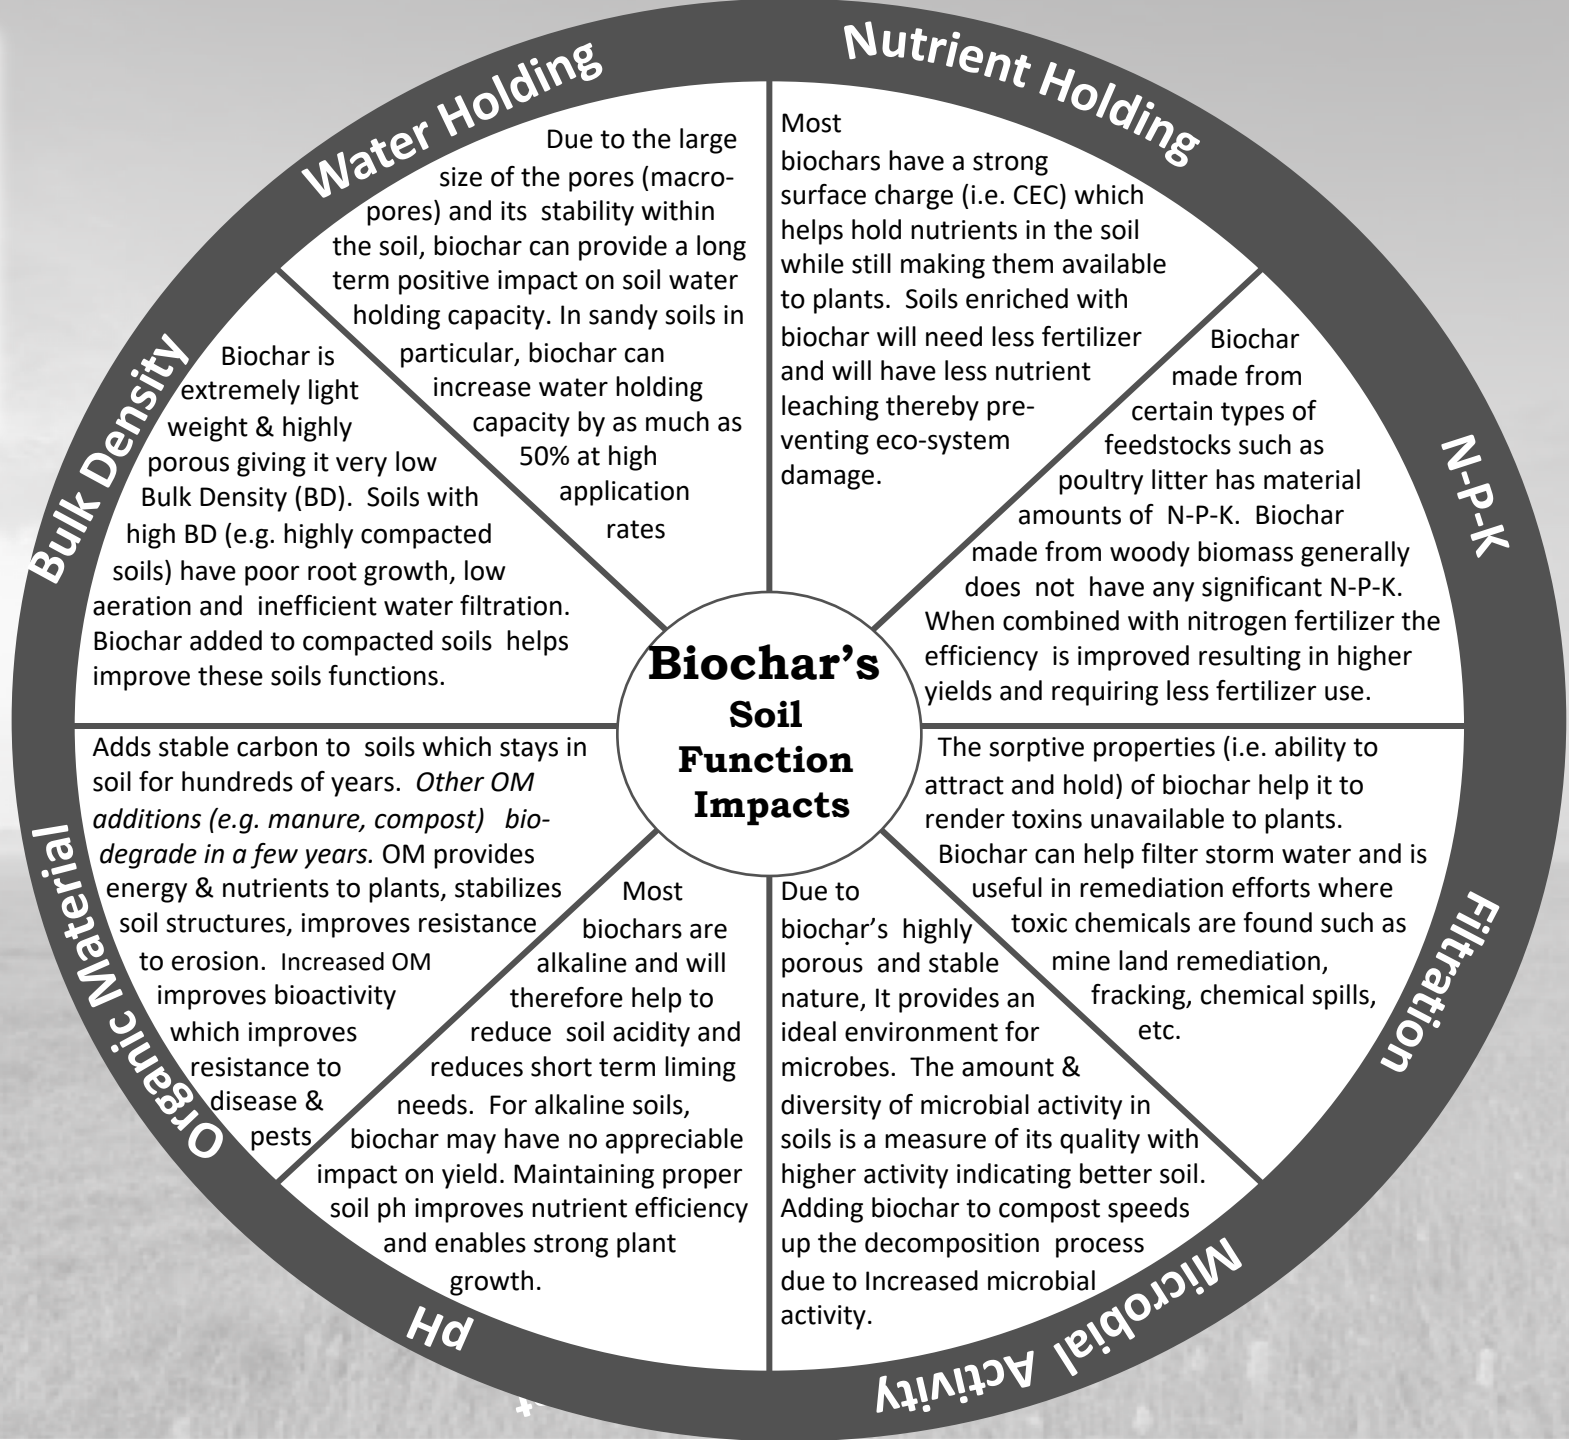 Biochar's
Soil
Function
Impacts
Water Holding
Due to the large
size of the pores (macro-
pores) and its stability within
the soil, biochar can provide a long
term positive impact on soil water
holding capacity. In sandy soils in
particular, biochar can
increase water holding
capacity by as much as
50% at high
application
rates
Nutrient Holding
Most
biochars have a strong
surface charge (i.e. CEC) which
helps hold nutrients in the soil
while still making them available
to plants. Soils enriched with
biochar will need less fertilizer
and will have less nutrient
leaching thereby pre-
venting eco-system
damage.
N-P-K
Biochar
made from
certain types of
feedstocks such as
poultry litter has material
amounts of N-P-K. Biochar
made from woody biomass generally
does not have any significant N-P-K.
When combined with nitrogen fertilizer the
efficiency is improved resulting in higher
yields and requiring less fertilizer use.
Filtration
The sorptive properties (i.e. ability to
attract and hold) of biochar help it to
render toxins unavailable to plants.
Biochar can help filter storm water and is
useful in remediation efforts where
toxic chemicals are found such as
mine land remediation,
fracking, chemical spills,
etc.
Microbial Activity
Due to
biochar's highly
porous and stable
nature, It provides an
ideal environment for
microbes. The amount &
diversity of microbial activity in
soils is a measure of its quality with
higher activity indicating better soil.
Adding biochar to compost speeds
up the decomposition process
due to Increased microbial
activity.
pH
Most
biochars are
alkaline and will
therefore help to
reduce soil acidity and
reduces short term liming
needs. For alkaline soils,
biochar may have no appreciable
impact on yield. Maintaining proper
soil ph improves nutrient efficiency
and enables strong plant
growth.
Organic Material
Adds stable carbon to soils which stays in
soil for hundreds of years. Other OM
additions (e.g. manure, compost) bio-
degrade in a few years. OM provides
energy & nutrients to plants, stabilizes
soil structures, improves resistance
to erosion. Increased OM
improves bioactivity
which improves
resistance to
disease &
pests
Bulk Density
Biochar is
extremely light
weight & highly
porous giving it very low
Bulk Density (BD). Soils with
high BD (e.g. highly compacted
soils) have poor root growth, low
aeration and inefficient water filtration.
Biochar added to compacted soils helps
improve these soils functions.